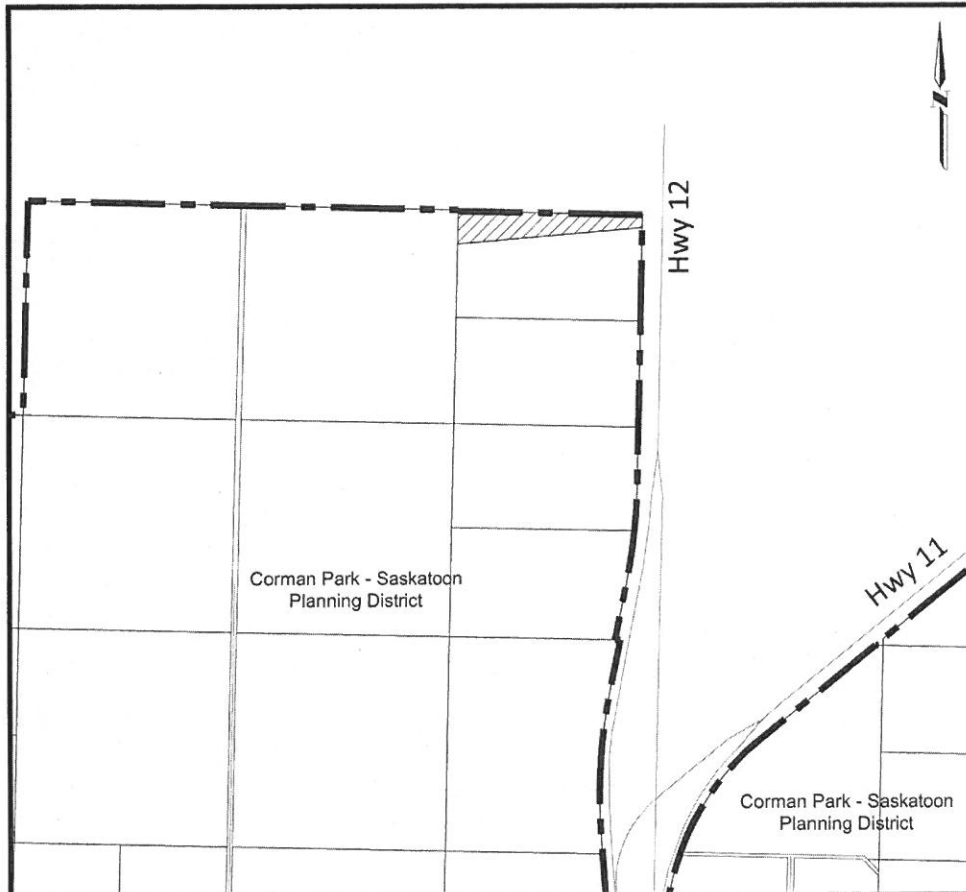 N
Hwy 12
Hwy 11
Corman Park - Saskatoon
Planning District
Corman Park - Saskatoon
Planning District